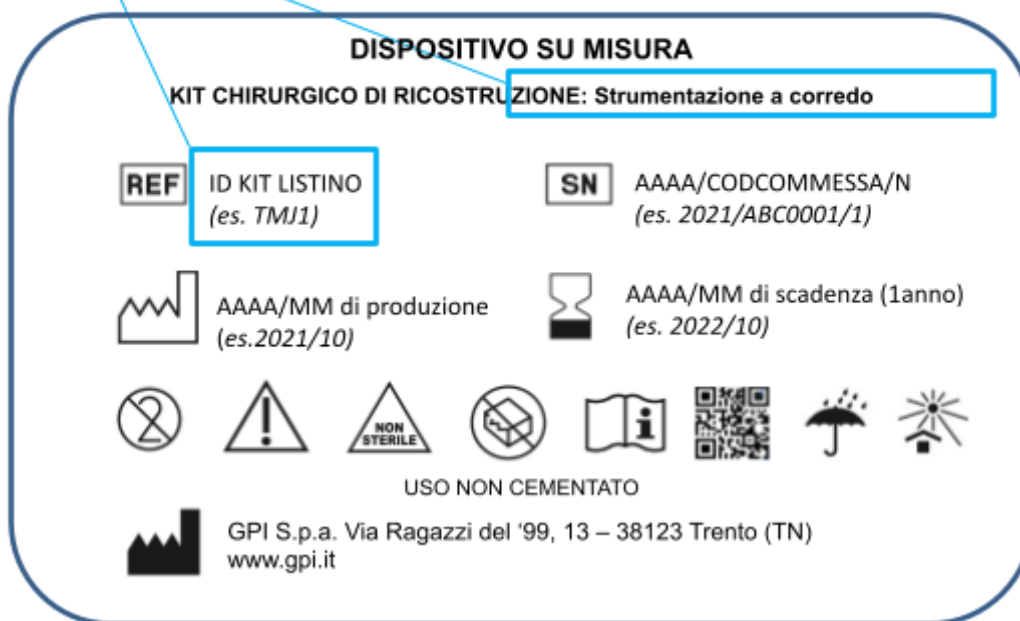 DISPOSITIVO SU MISURA
KIT CHIRURGICO DI RICOSTRUZIONE: Strumentazione a corredo
REF ID KIT LISTINO
(es. TMJ1)
SN AAAA/CODCOMMESSA/N
(es. 2021/ABC0001/1)
AAAA/MM di produzione
(es.2021/10)
AAAA/MM di scadenza (1anno)
(es. 2022/10)
2
NON
STERILE
i
USO NON CEMENTATO
GPI S.p.a. Via Ragazzi del '99, 13 – 38123 Trento (TN)
www.gpi.it